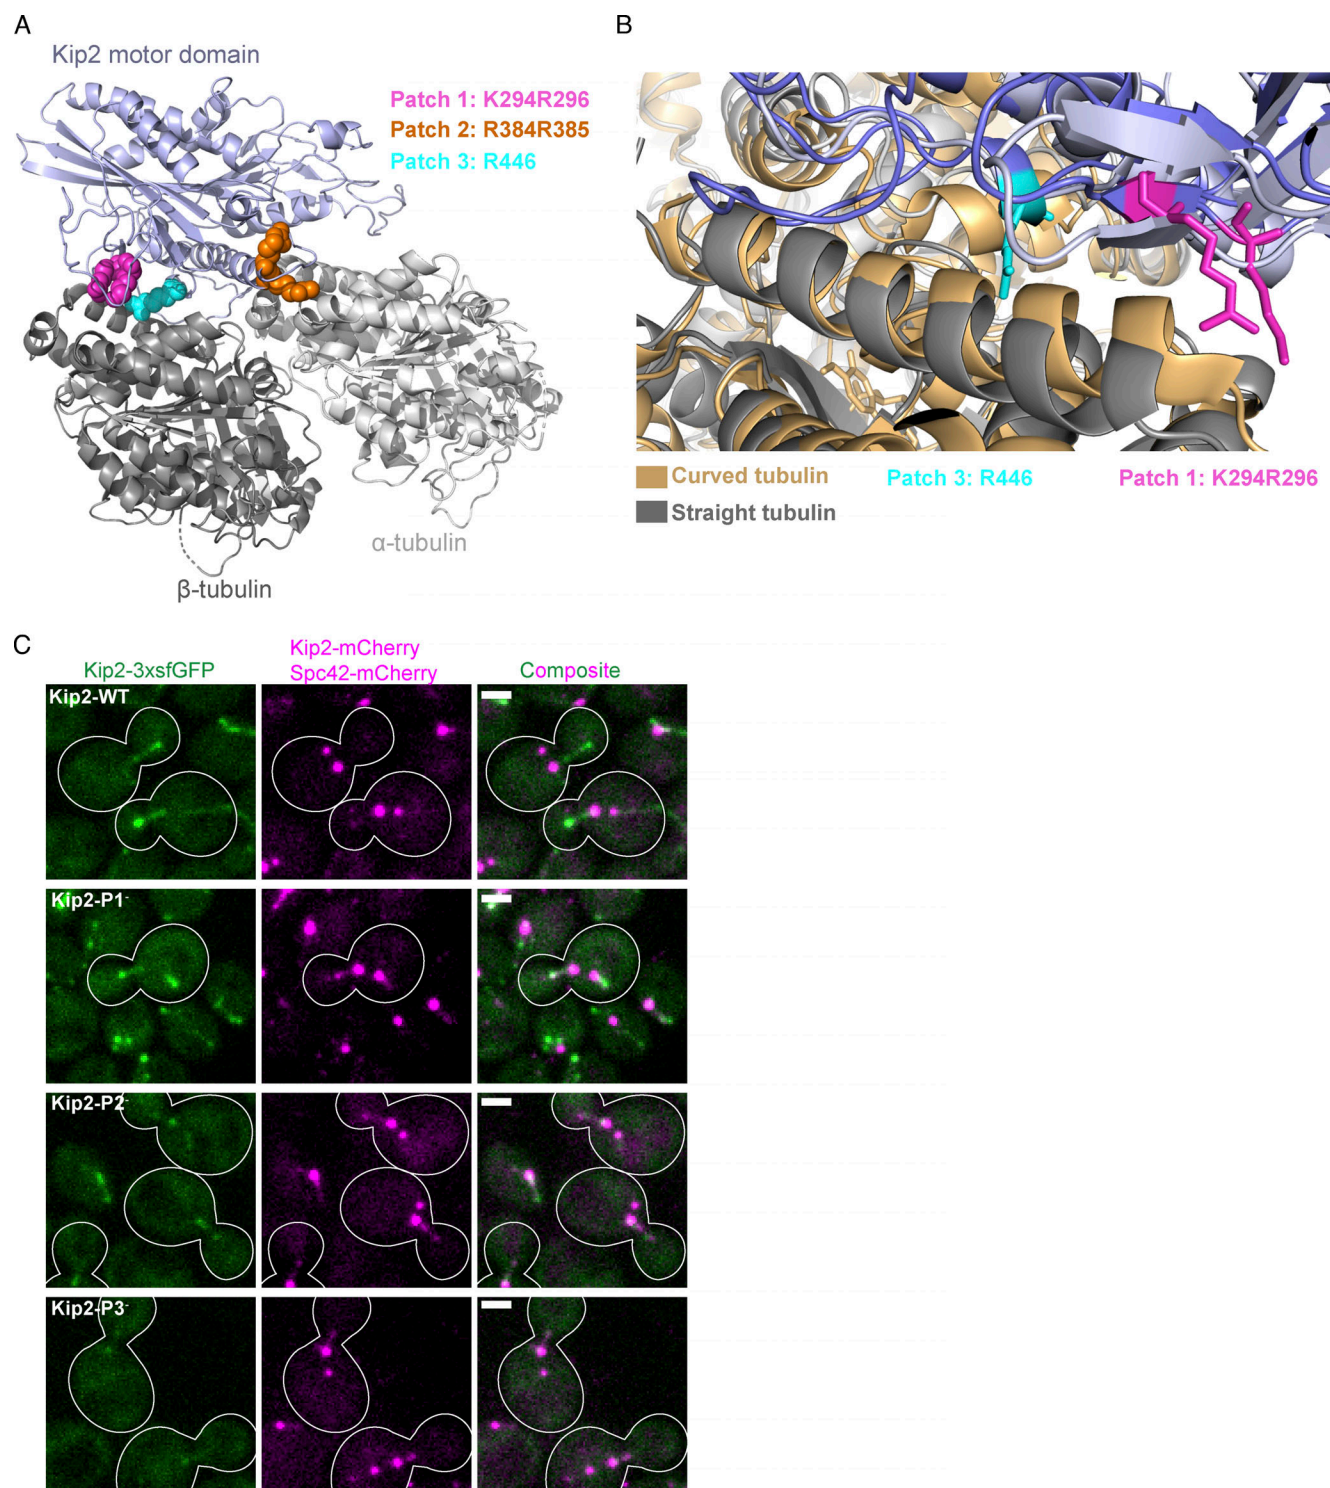 A
Kip2 motor domain
Patch 1: K294R296
Patch 2: R384R385
Patch 3: R446
α-tubulin
β-tubulin
B
Curved tubulin
Straight tubulin
Patch 3: R446
Patch 1: K294R296
C
Kip2-3xsfGFP
Kip2-mCherry
Spc42-mCherry
Composite
Kip2-WT
Kip2-P1⁻
Kip2-P2⁻
Kip2-P3⁻